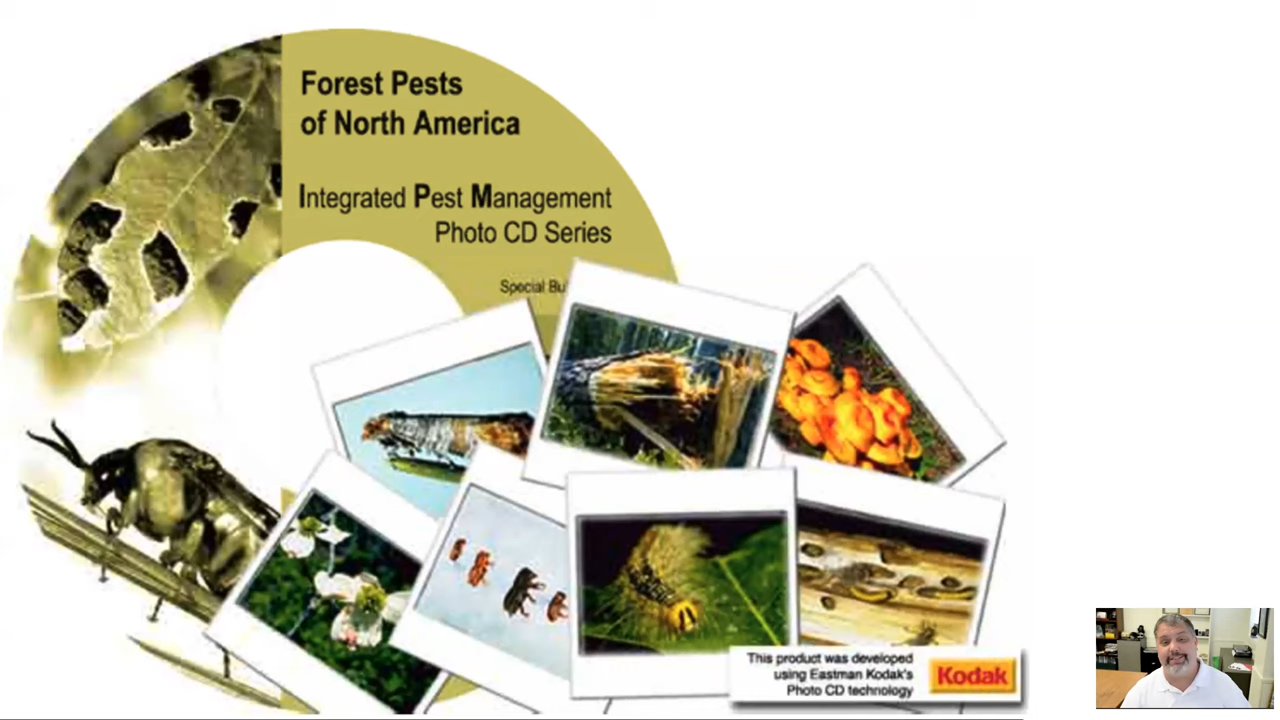 Forest Pests
of North America
Integrated Pest Management
Photo CD Series
Special
This product was developed
using Eastman Kodak's
Photo CD technology
Kodak